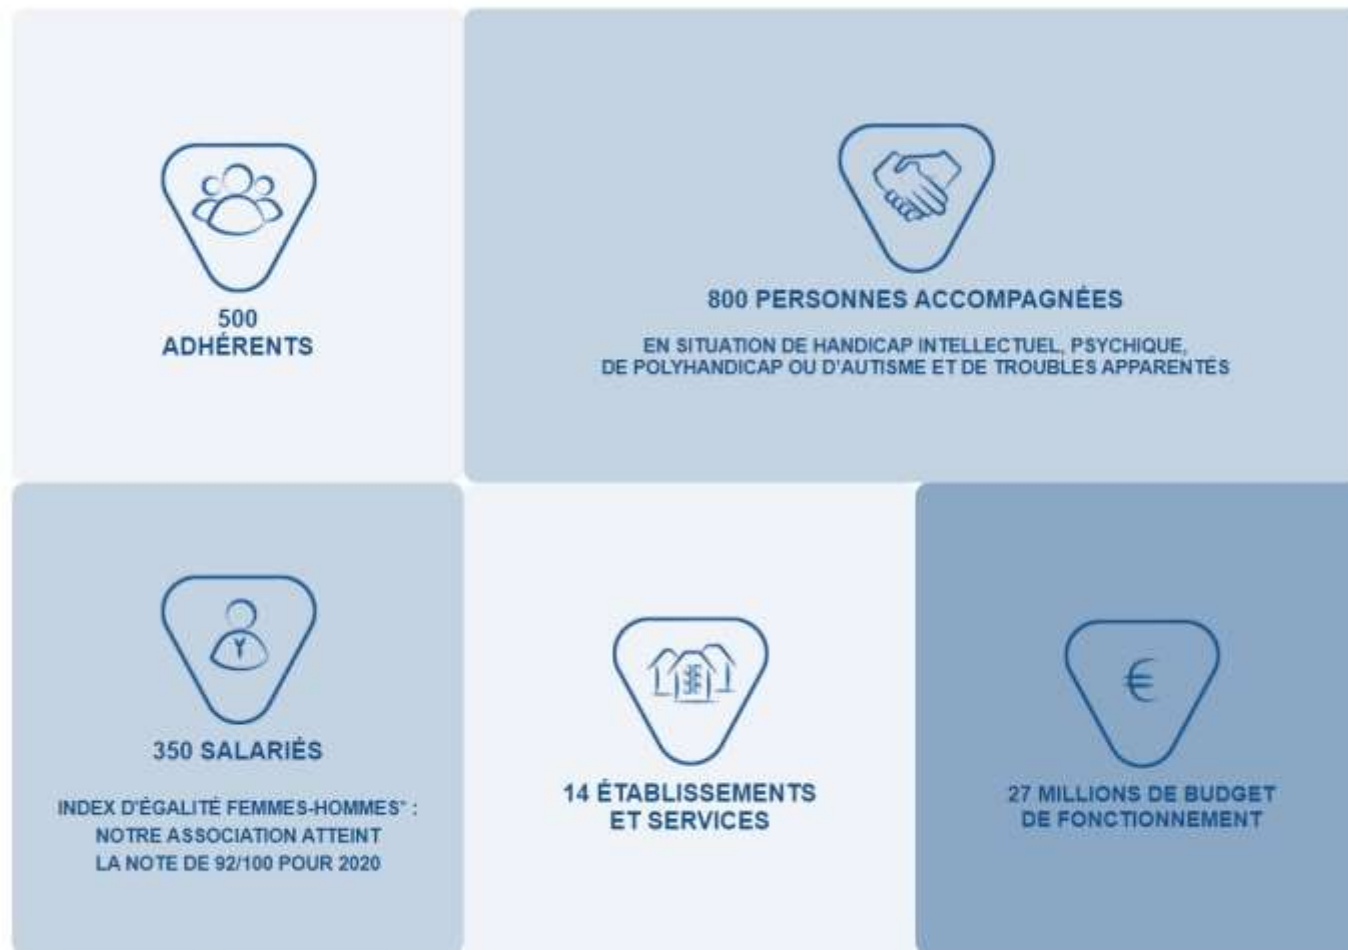 500
ADHÉRENTS
800 PERSONNES ACCOMPAGNÉES
EN SITUATION DE HANDICAP INTELLECTUEL, PSYCHIQUE,
DE POLYHANDICAP OU D'AUTISME ET DE TROUBLES APPARENTÉS
350 SALARIÉS
INDEX D'ÉGALITÉ FEMMES-HOMMES* :
NOTRE ASSOCIATION ATTEINT
LA NOTE DE 92/100 POUR 2020
14 ÉTABLISSEMENTS
ET SERVICES
€
27 MILLIONS DE BUDGET
DE FONCTIONNEMENT